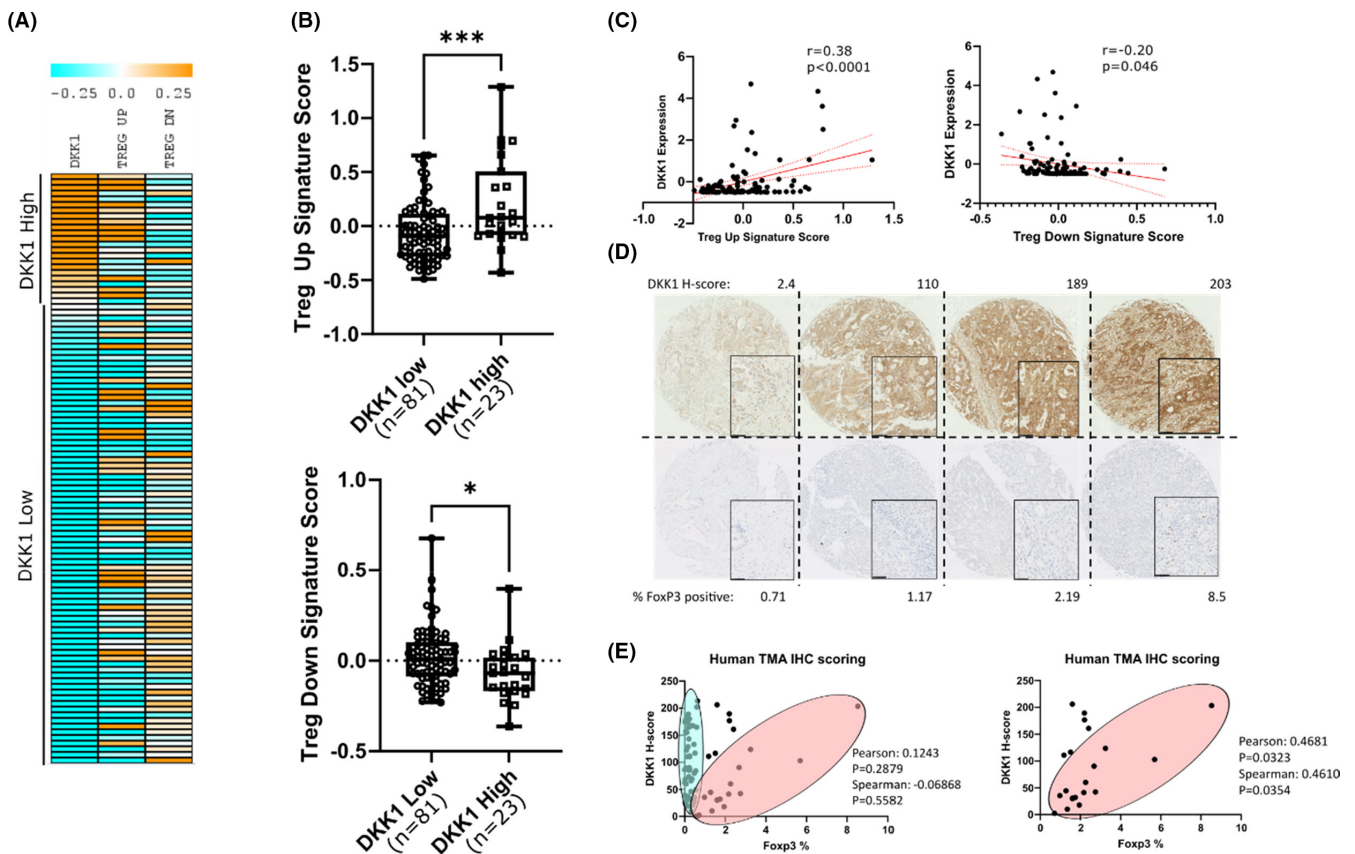 (A)
-0.25 0.0 0.25
DKK1
TREG UP
TREG DN
DKK1 High
DKK1 Low
(B)
***
Treg Up Signature Score
1.5
1.0
0.5
0.0
-0.5
-1.0
DKK1 low
(n=81)
DKK1 high
(n=23)
*
Treg Down Signature Score
1.0
0.5
0.0
-0.5
DKK1 Low
(n=81)
DKK1 High
(n=23)
(C)
r=0.38
p<0.0001
DKK1 Expression
6
4
2
0
-2
-1.0 0.0 0.5 1.0 1.5
Treg Up Signature Score
r=-0.20
p=0.046
DKK1 Expression
6
4
2
0
-2
-0.5 0.0 0.5 1.0
Treg Down Signature Score
(D)
DKK1 H-score: 2.4 110 189 203
% FoxP3 positive: 0.71 1.17 2.19 8.5
(E)
Human TMA IHC scoring
DKK1 H-score
250
200
150
100
50
0
0 2 4 6 8 10
Foxp3 %
Pearson: 0.1243
P=0.2879
Spearman: -0.06868
P=0.5582
Human TMA IHC scoring
DKK1 H-score
250
200
150
100
50
0
0 2 4 6 8 10
Foxp3 %
Pearson: 0.4681
P=0.0323
Spearman: 0.4610
P=0.0354